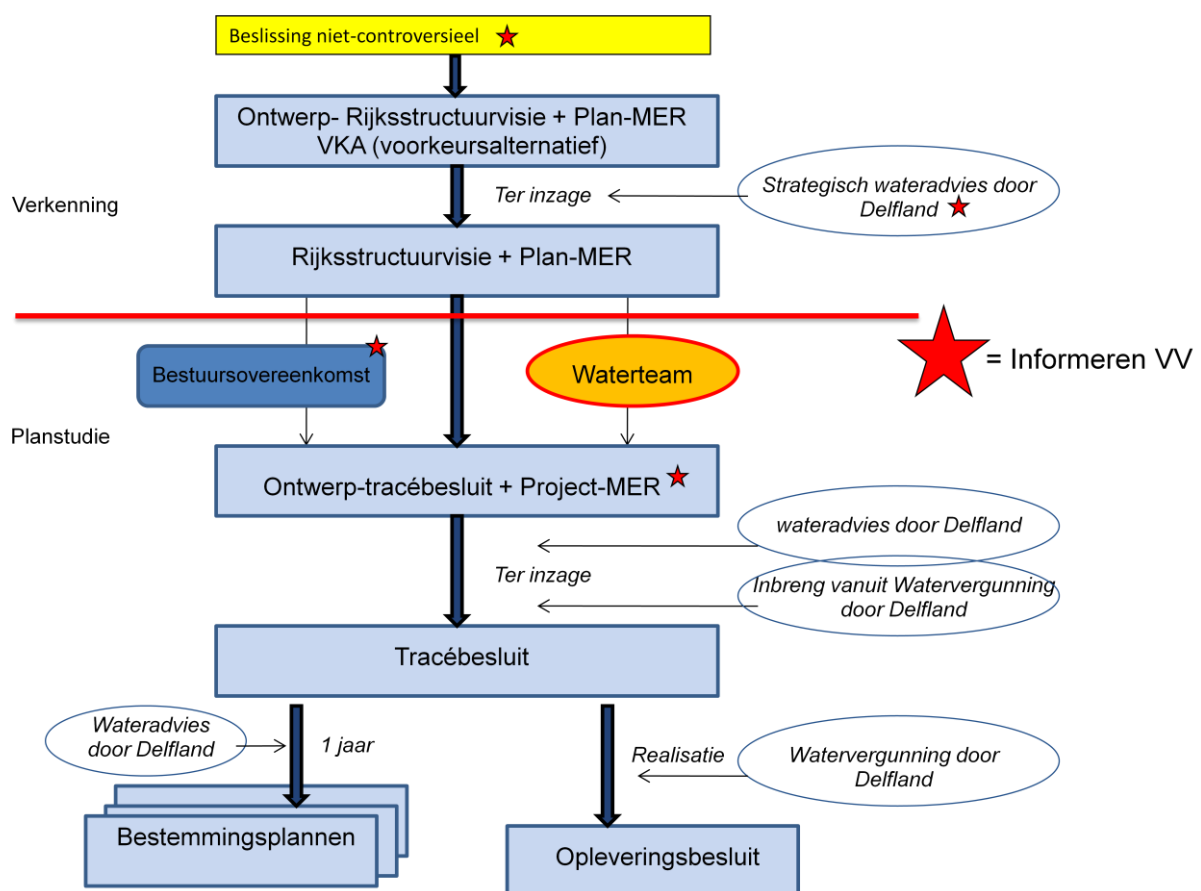 Beslissing niet-controversieel
Ontwerp- Rijksstructuurvisie + Plan-MER
VKA (voorkeursalternatief)
Ter inzage
Strategisch wateradvies door
Delfland
Verkenning
Rijksstructuurvisie + Plan-MER
Bestuursovereenkomst
Waterteam
= Informeren VV
Planstudie
Ontwerp-tracébesluit + Project-MER
wateradvies door Delfland
Ter inzage
Inbreng vanuit Watervergunning
door Delfland
Tracébesluit
Wateradvies
door Delfland
1 jaar
Realisatie
Watervergunning door
Delfland
Bestemmingsplannen
Opleveringsbesluit